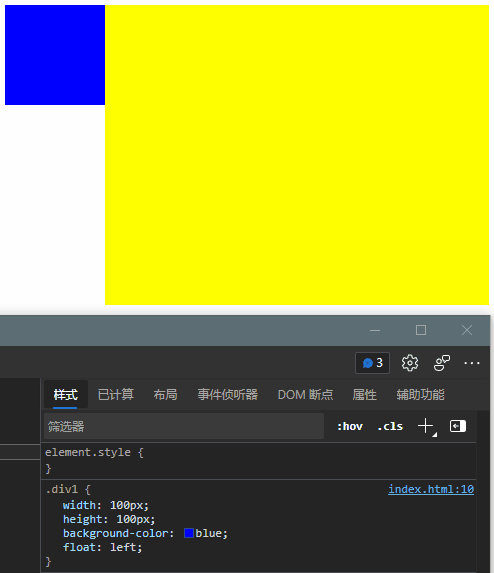 3
样式 已计算 布局 事件侦听器 DOM 断点 属性 辅助功能
筛选器 :hov .cls
element.style {
}
.div1 { index.html:10
width: 100px;
height: 100px;
background-color: blue;
float: left;
}